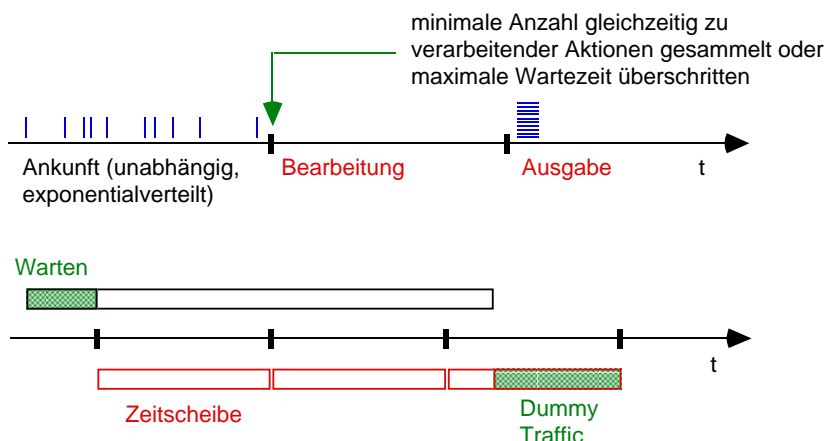 minimale Anzahl gleichzeitig zu
verarbeitender Aktionen gesammelt oder
maximale Wartezeit überschritten
Ankunft (unabhängig,
exponentialverteilt)
Bearbeitung
Ausgabe
t
Warten
t
Zeitscheibe
Dummy
Traffic